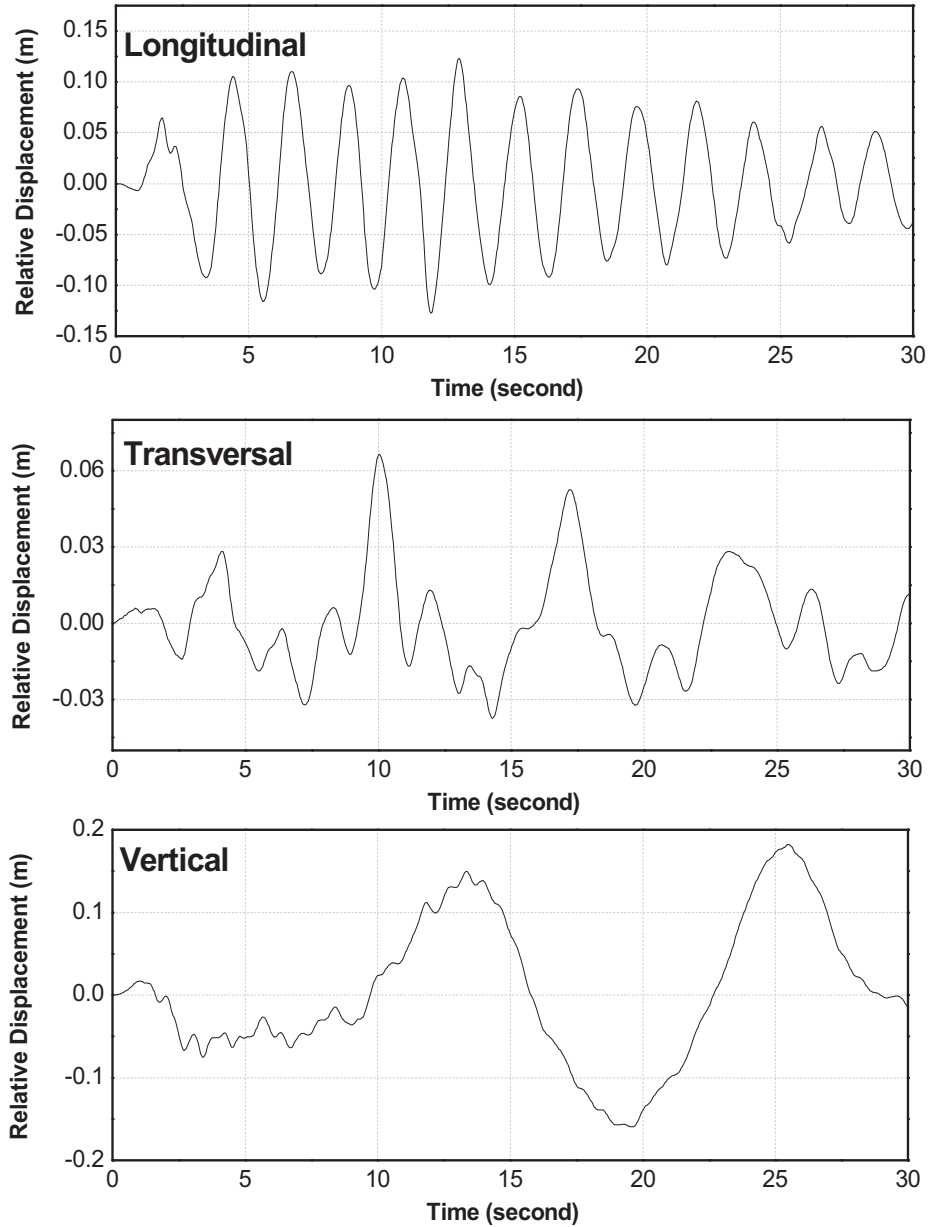 Longitudinal
Relative Displacement (m)
0.15
0.10
0.05
0.00
-0.05
-0.10
-0.15
0 5 10 15 20 25 30
Time (second)
Transversal
Relative Displacement (m)
0.06
0.03
0.00
-0.03
0 5 10 15 20 25 30
Time (second)
Vertical
Relative Displacement (m)
0.2
0.1
0.0
-0.1
-0.2
0 5 10 15 20 25 30
Time (second)